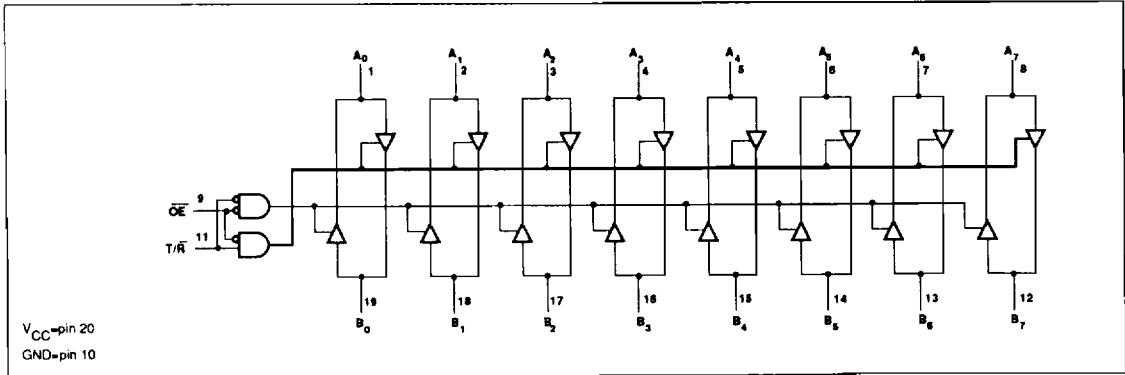 A0 A1 A2 A3 A4 A5 A6 A7
1 2 3 4 5 6 7 8
O̅E̅ 9
T/R̅ 11
19 18 17 16 15 14 13 12
B0 B1 B2 B3 B4 B5 B6 B7
VCC=pin 20
GND=pin 10